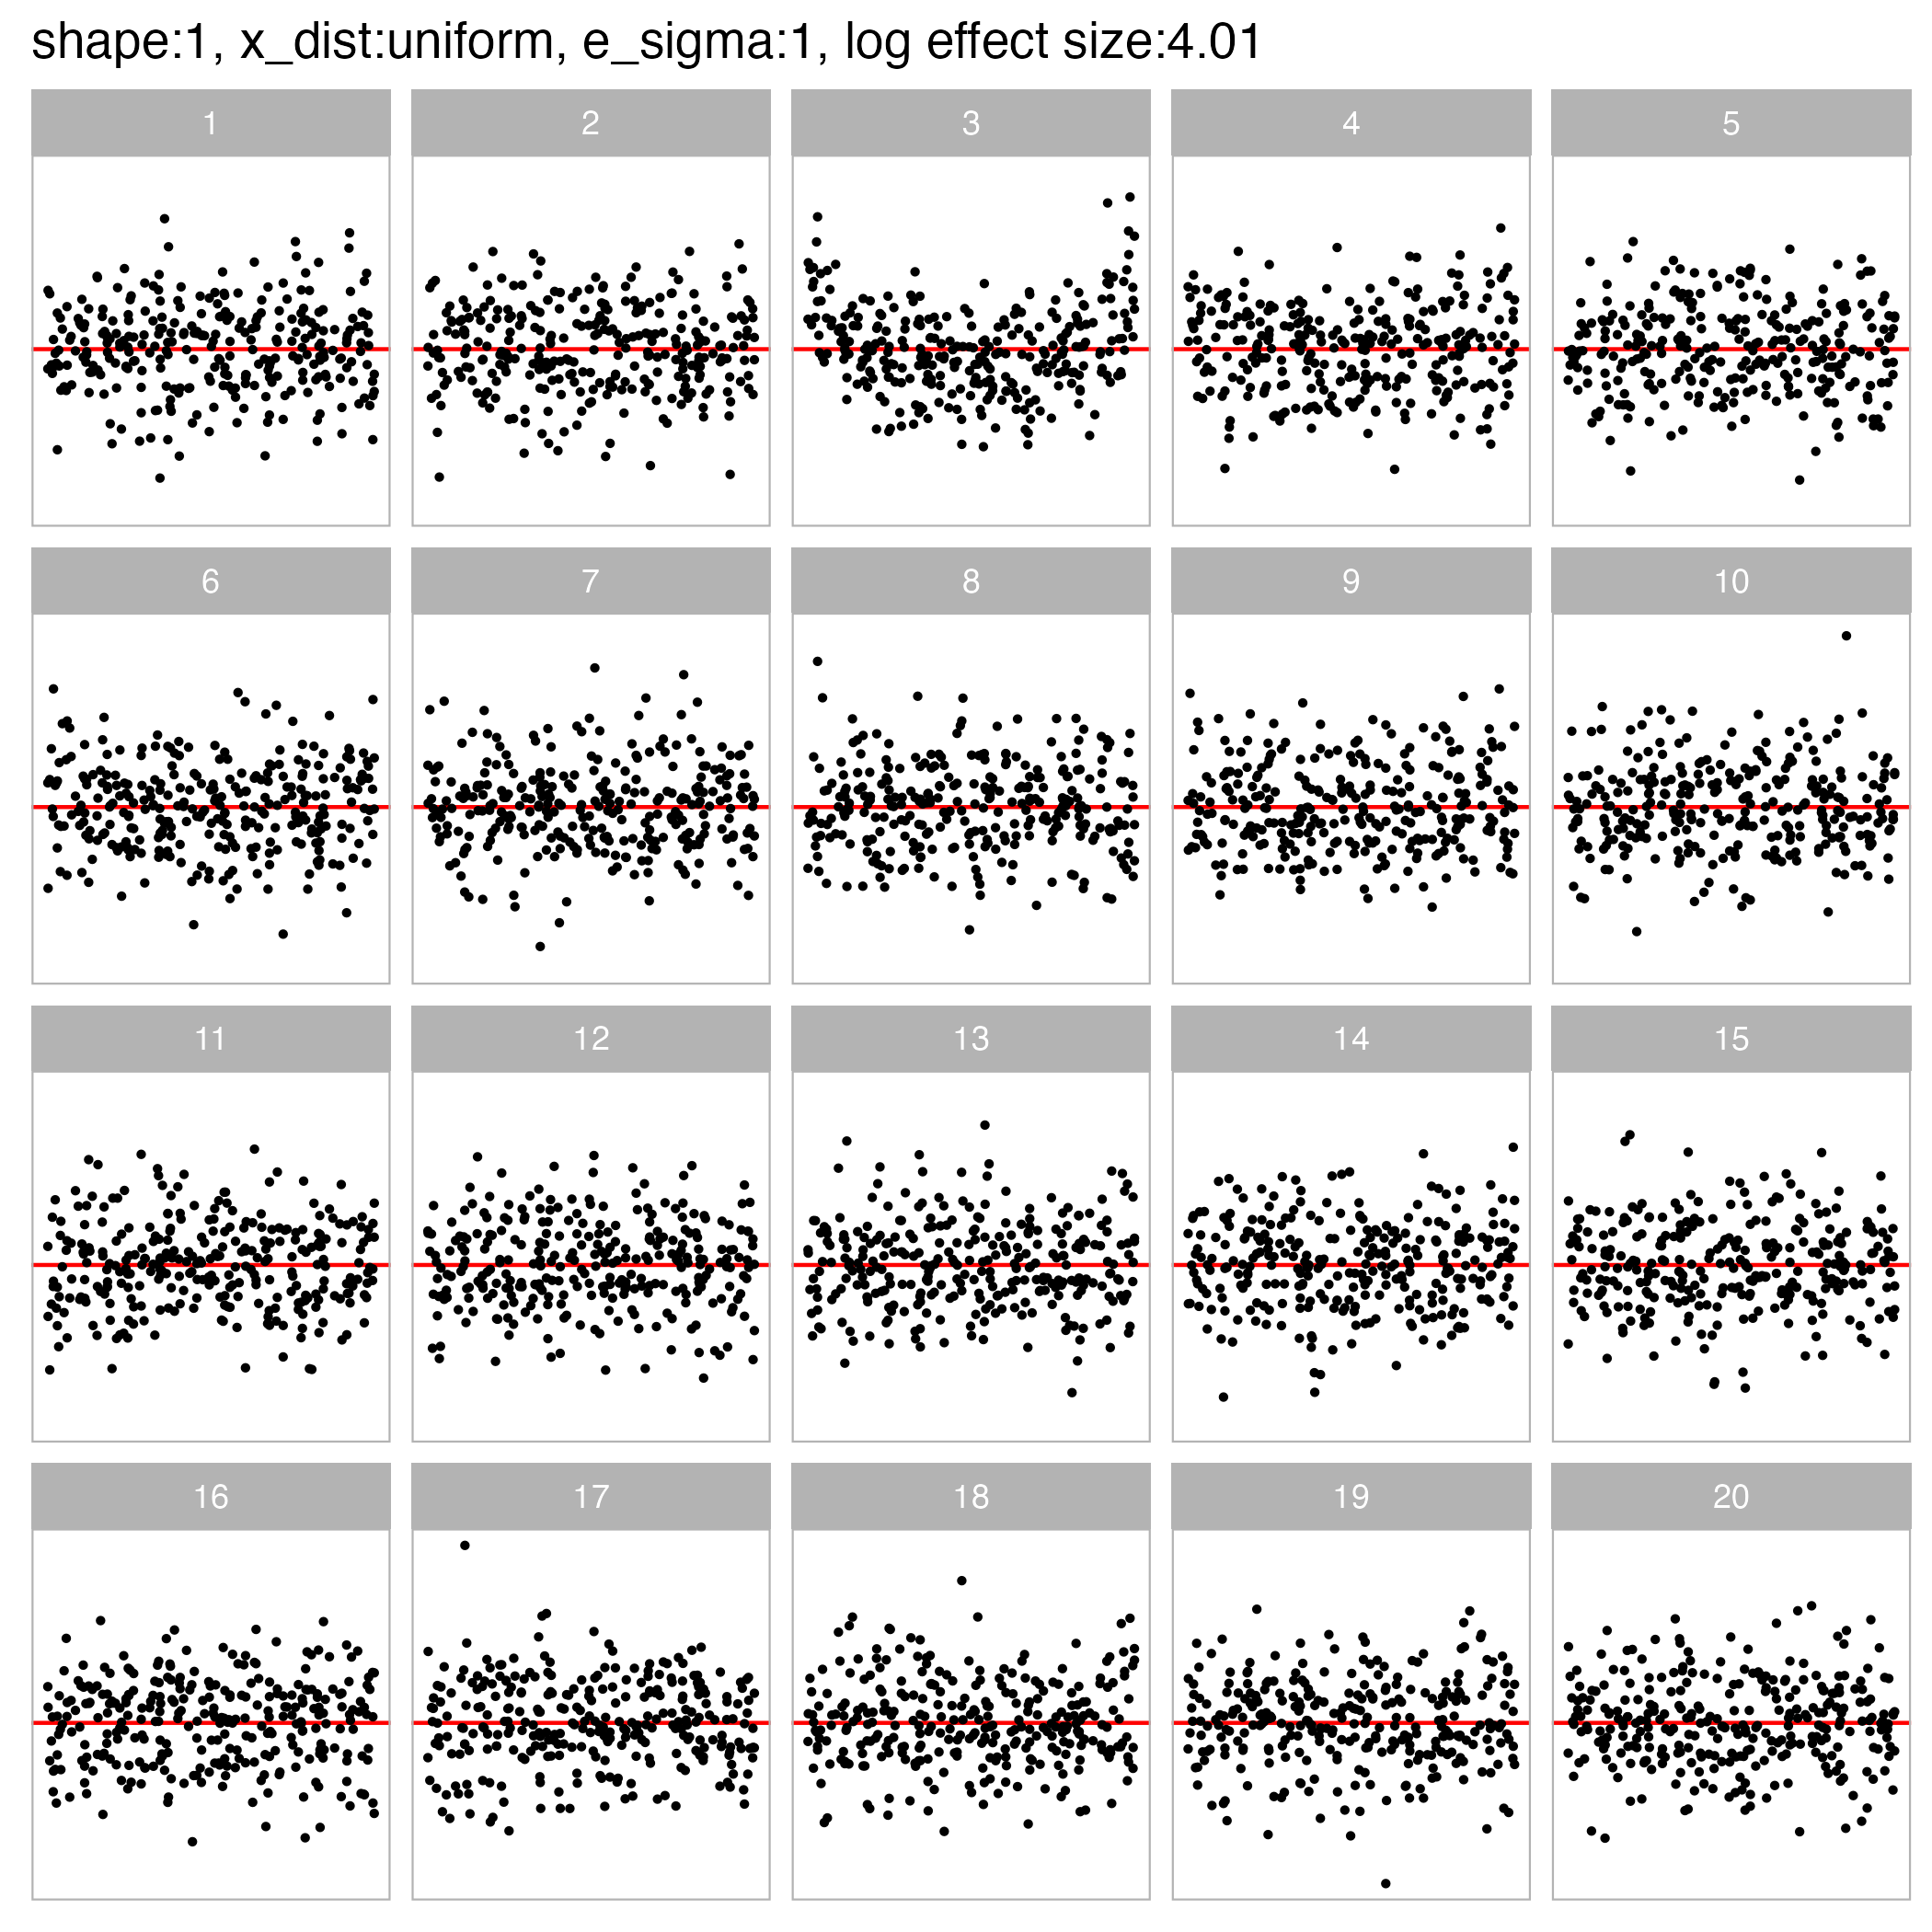 shape:1, x_dist:uniform, e_sigma:1, log effect size:4.01
1 2 3 4 5
6 7 8 9 10
11 12 13 14 15
16 17 18 19 20